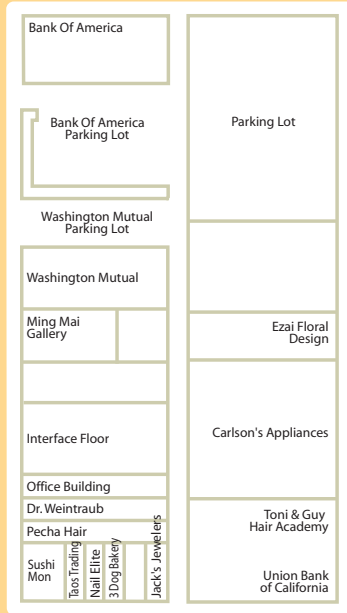 Bank Of America
Bank Of America
Parking Lot
Washington Mutual
Parking Lot
Washington Mutual
Ming Mai
Gallery
Interface Floor
Office Building
Dr. Weintraub
Pecha Hair
Sushi
Mon
Taos Trading
Nail Elite
3 Dog Bakery
Jack's Jewelers
Parking Lot
Ezai Floral
Design
Carlson's Appliances
Toni & Guy
Hair Academy
Union Bank
of California